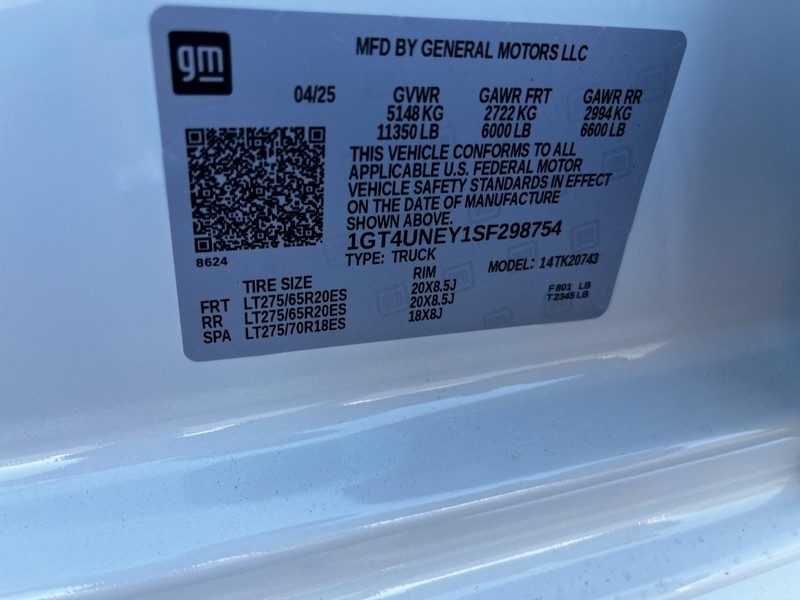 gm
MFD BY GENERAL MOTORS LLC
04/25 GVWR GAWR FRT GAWR RR
5148 KG 2722 KG 2994 KG
11350 LB 6000 LB 6600 LB
THIS VEHICLE CONFORMS TO ALL
APPLICABLE U.S. FEDERAL MOTOR
VEHICLE SAFETY STANDARDS IN EFFECT
ON THE DATE OF MANUFACTURE
SHOWN ABOVE.
1GT4UNEY1SF298754
8624
TYPE: TRUCK MODEL: 14TK20743
TIRE SIZE RIM
FRT LT275/65R20ES 20X8.5J
RR LT275/65R20ES 20X8.5J
SPA LT275/70R18ES 18X8J
F 801 LB
T 2345 LB